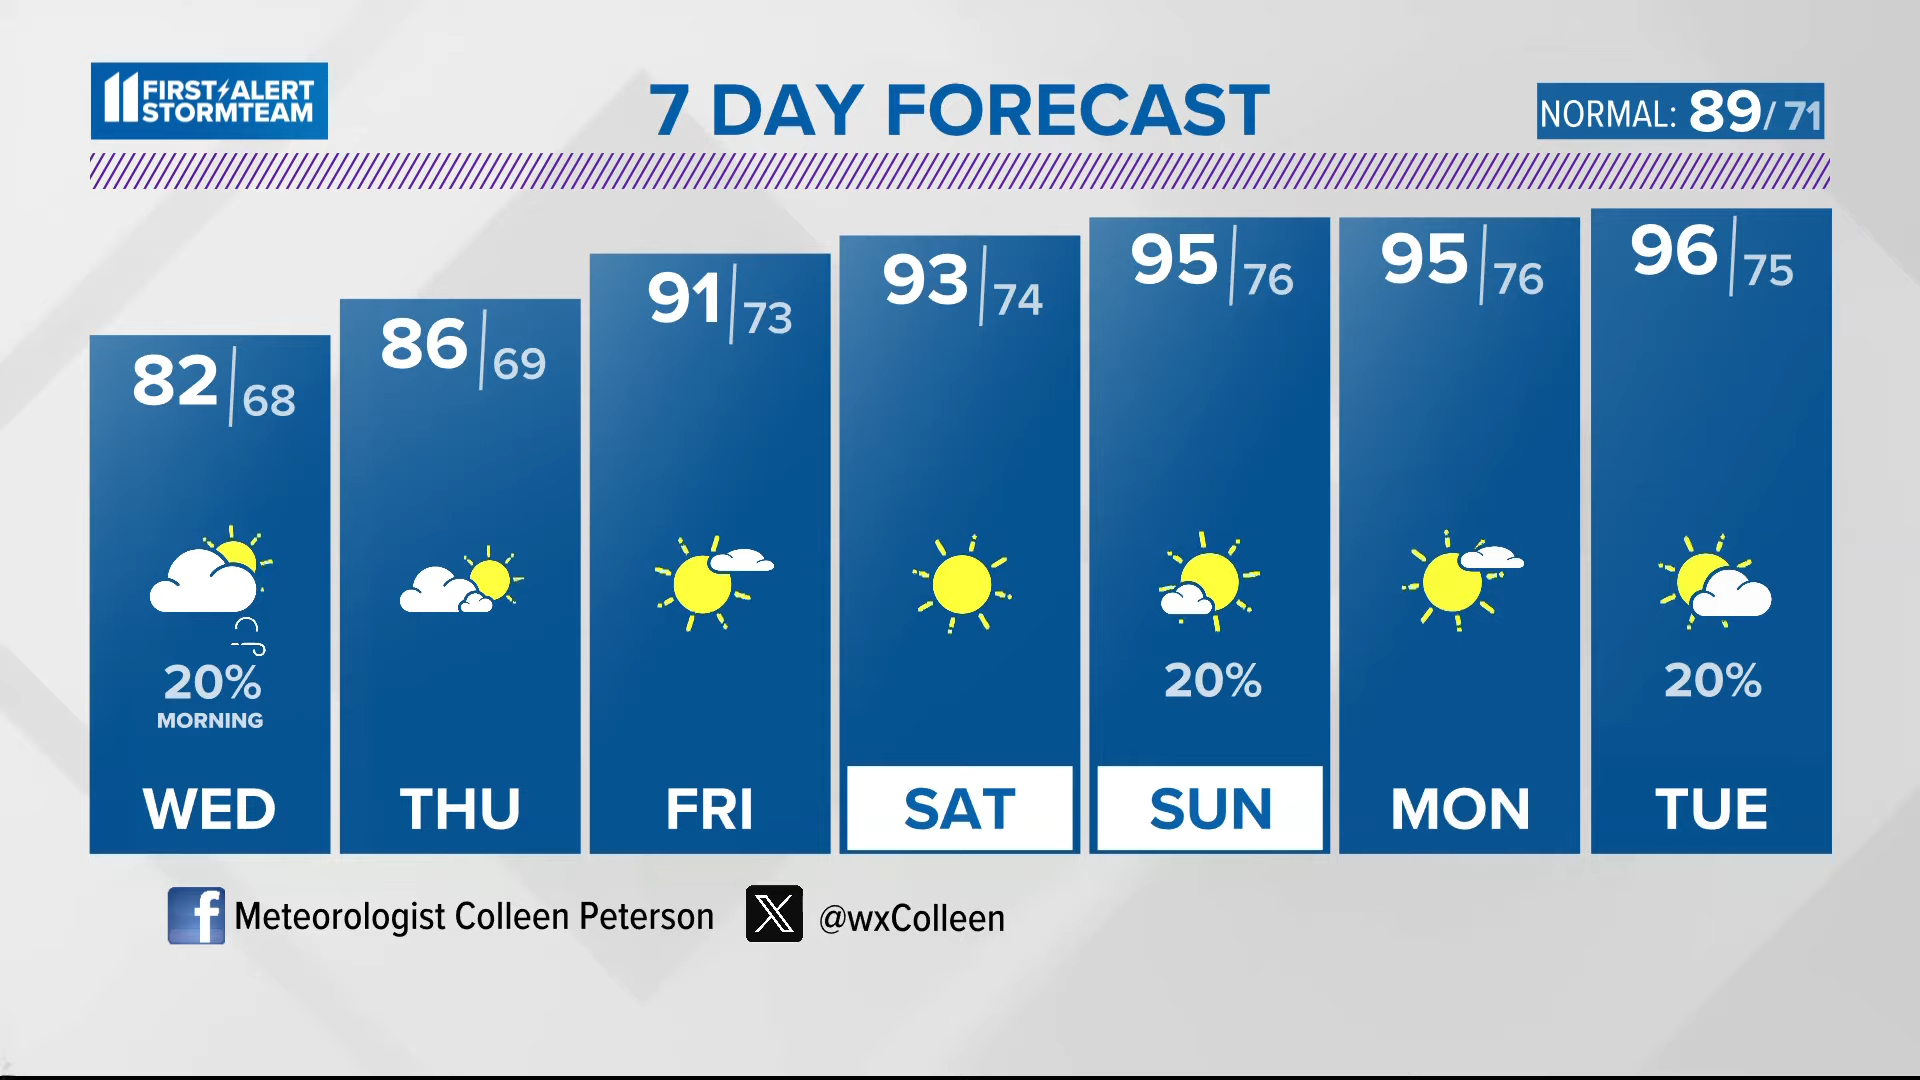 11 FIRST ALERT
STORMTEAM
7 DAY FORECAST
NORMAL: 89/ 71
82/68
20%
MORNING
WED
86/69
THU
91/73
FRI
93/74
SAT
95/76
20%
SUN
95/76
MON
96/75
20%
TUE
f Meteorologist Colleen Peterson X @wxColleen